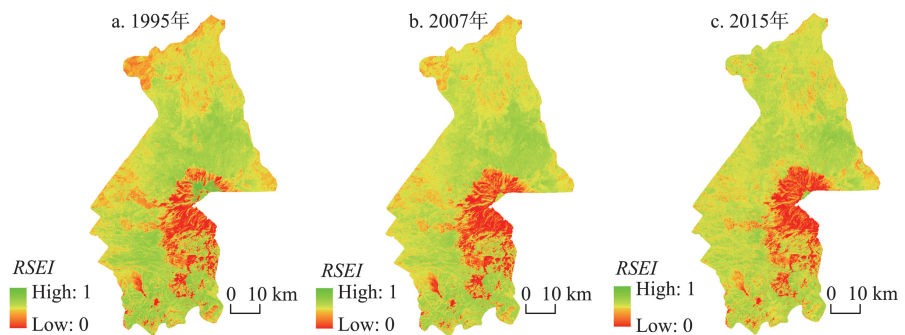 a. 1995年
b. 2007年
c. 2015年
RSEI
High: 1
Low: 0
0 10 km
RSEI
High: 1
Low: 0
0 10 km
RSEI
High: 1
Low: 0
0 10 km